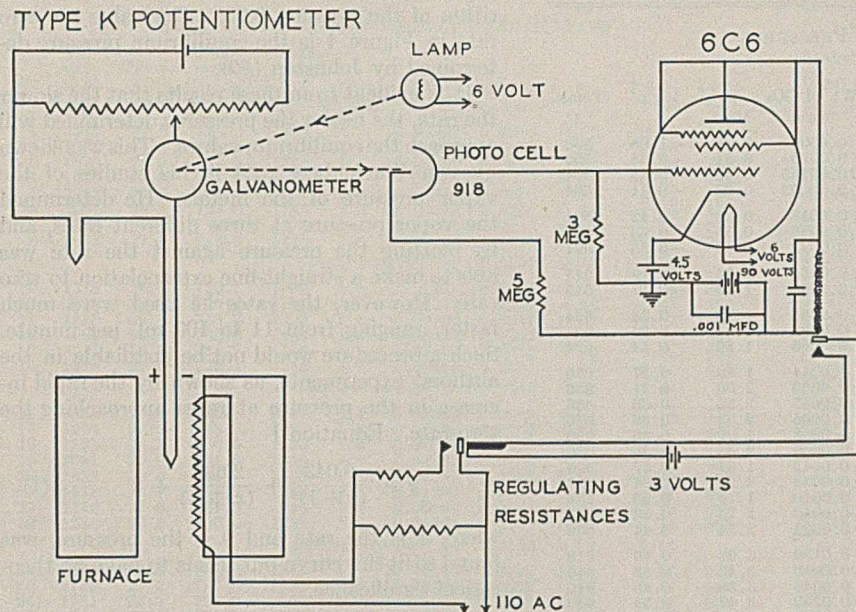 TYPE K POTENTIOMETER
LAMP
6C6
6 VOLT
PHOTO CELL
918
GALVANOMETER
3
MEG
4.5
VOLTS
6
VOLTS
90 VOLTS
5
MEG
.001 MFD
+ -
3 VOLTS
REGULATING
RESISTANCES
FURNACE
110 AC